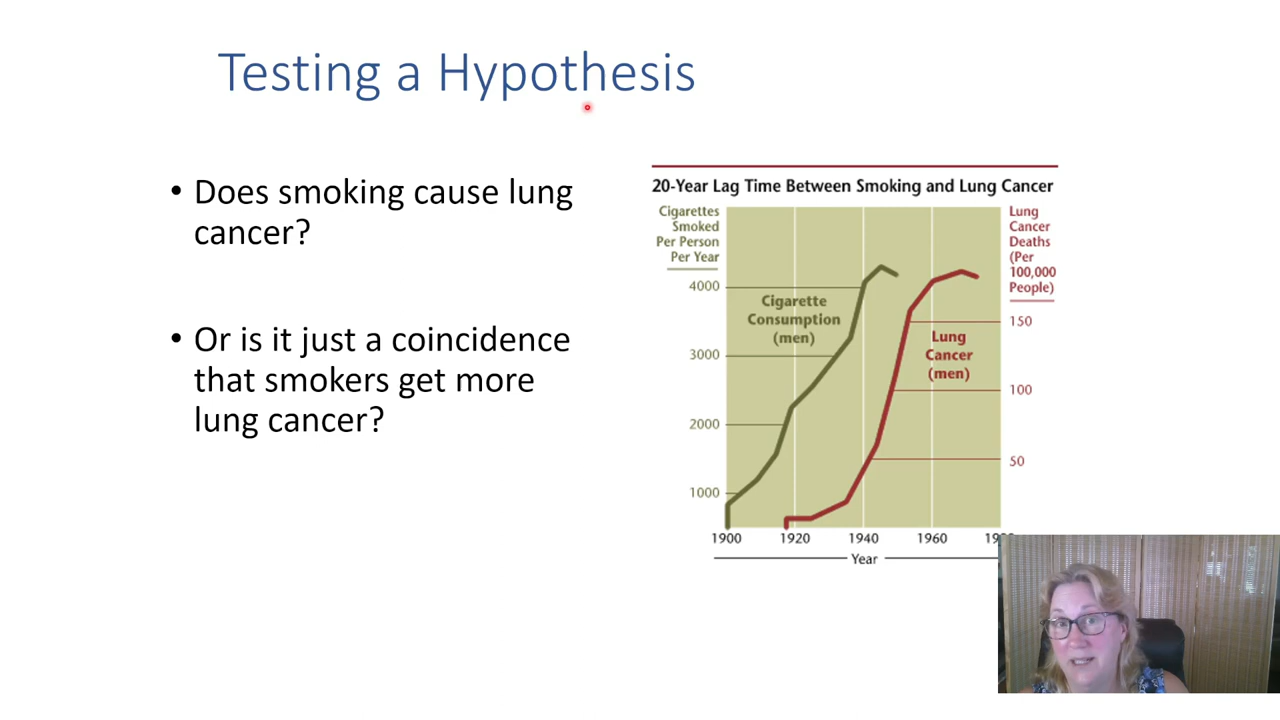 Testing a Hypothesis
• Does smoking cause lung
cancer?
• Or is it just a coincidence
that smokers get more
lung cancer?
20-Year Lag Time Between Smoking and Lung Cancer
Cigarettes
Smoked
Per Person
Per Year
4000
3000
2000
1000
Cigarette
Consumption
(men)
Lung
Cancer
(men)
Lung
Cancer
Deaths
(Per
100,000
People)
150
100
50
1900 1920 1940 1960
Year